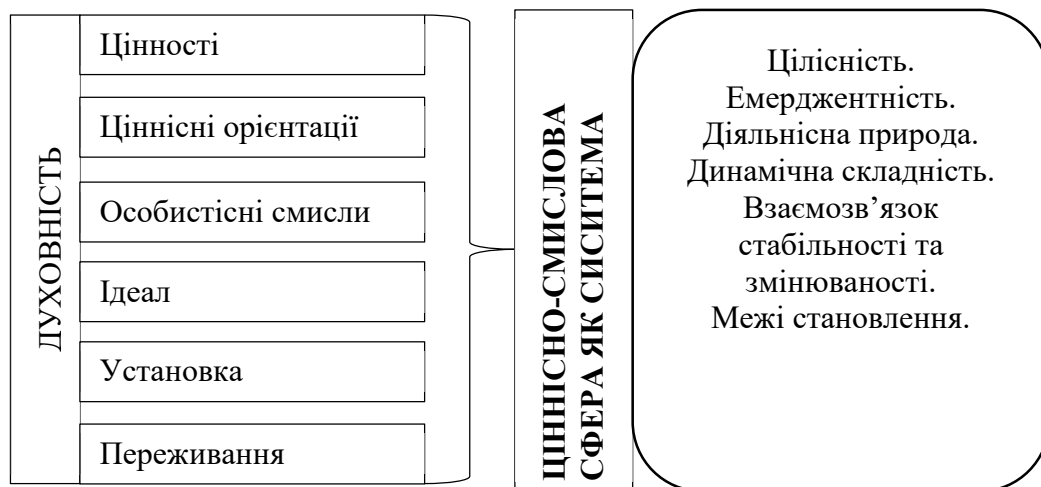 ДУХОВНІСТЬ
Цінності
Ціннісні орієнтації
Особистісні смисли
Ідеал
Установка
Переживання
ЦІННІСНО-СМИСЛОВА
СФЕРА ЯК СИСИТЕМА
Цілісність.
Емерджентність.
Діяльнісна природа.
Динамічна складність.
Взаємозв’язок
стабільності та
змінюваності.
Межі становлення.